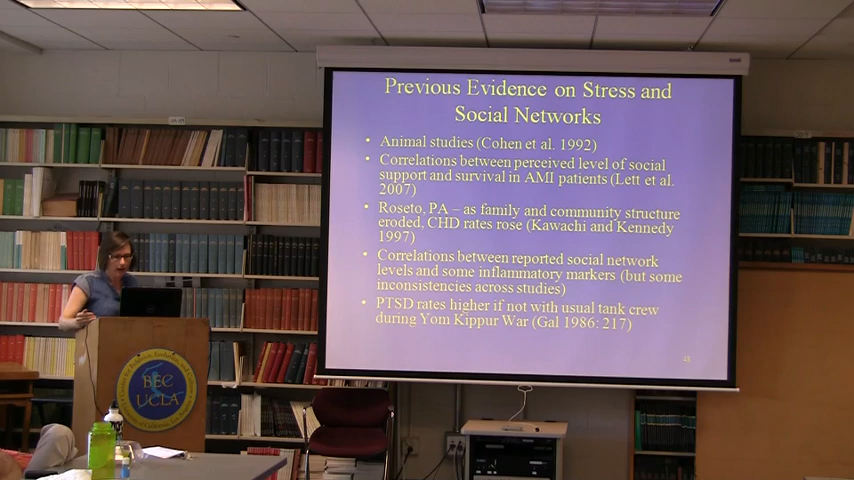 Previous Evidence on Stress and
Social Networks
• Animal studies (Cohen et al. 1992)
• Correlations between perceived level of social
support and survival in AMI patients (Lett et al.
2007)
• Roseto, PA – as family and community structure
eroded, CHD rates rose (Kawachi and Kennedy
1997)
• Correlations between reported social network
levels and some inflammatory markers (but some
inconsistencies across studies)
• PTSD rates higher if not with usual tank crew
during Yom Kippur War (Gal 1986: 217)
BEC
UCLA